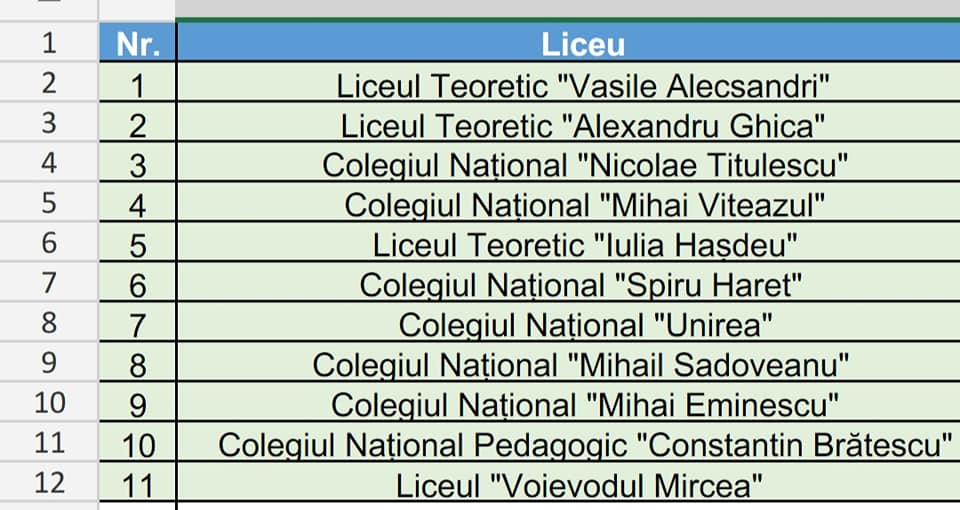 1 Nr. Liceu
2 1 Liceul Teoretic "Vasile Alecsandri"
3 2 Liceul Teoretic "Alexandru Ghica"
4 3 Colegiul Național "Nicolae Titulescu"
5 4 Colegiul Național "Mihai Viteazul"
6 5 Liceul Teoretic "Iulia Hașdeu"
7 6 Colegiul Național "Spiru Haret"
8 7 Colegiul Național "Unirea"
9 8 Colegiul Național "Mihail Sadoveanu"
10 9 Colegiul Național "Mihai Eminescu"
11 10 Colegiul Național Pedagogic "Constantin Brătescu"
12 11 Liceul "Voievodul Mircea"